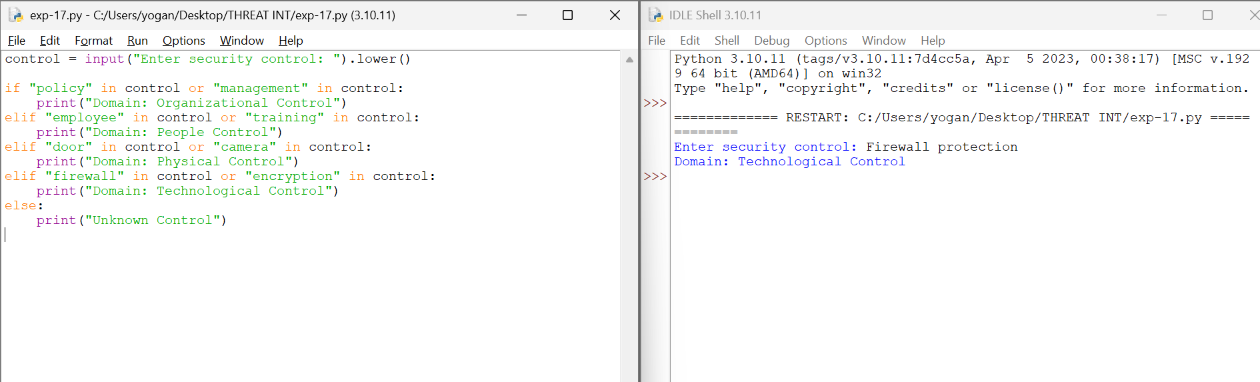 exp-17.py - C:/Users/yogan/Desktop/THREAT INT/exp-17.py (3.10.11)
File Edit Format Run Options Window Help
control = input("Enter security control: ").lower()

if "policy" in control or "management" in control:
    print("Domain: Organizational Control")
elif "employee" in control or "training" in control:
    print("Domain: People Control")
elif "door" in control or "camera" in control:
    print("Domain: Physical Control")
elif "firewall" in control or "encryption" in control:
    print("Domain: Technological Control")
else:
    print("Unknown Control")
IDLE Shell 3.10.11
File Edit Shell Debug Options Window Help
Python 3.10.11 (tags/v3.10.11:7d4cc5a, Apr  5 2023, 00:38:17) [MSC v.192
9 64 bit (AMD64)] on win32
Type "help", "copyright", "credits" or "license()" for more information.
>>>
============= RESTART: C:/Users/yogan/Desktop/THREAT INT/exp-17.py =====
========
Enter security control: Firewall protection
Domain: Technological Control
>>>